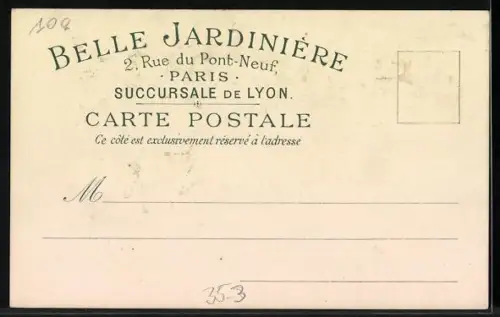 109
BELLE JARDINIÈRE
2, Rue du Pont-Neuf,
· PARIS ·
SUCCURSALE DE LYON.
CARTE POSTALE
Ce côté est exclusivement réservé à l'adresse
M
35-3